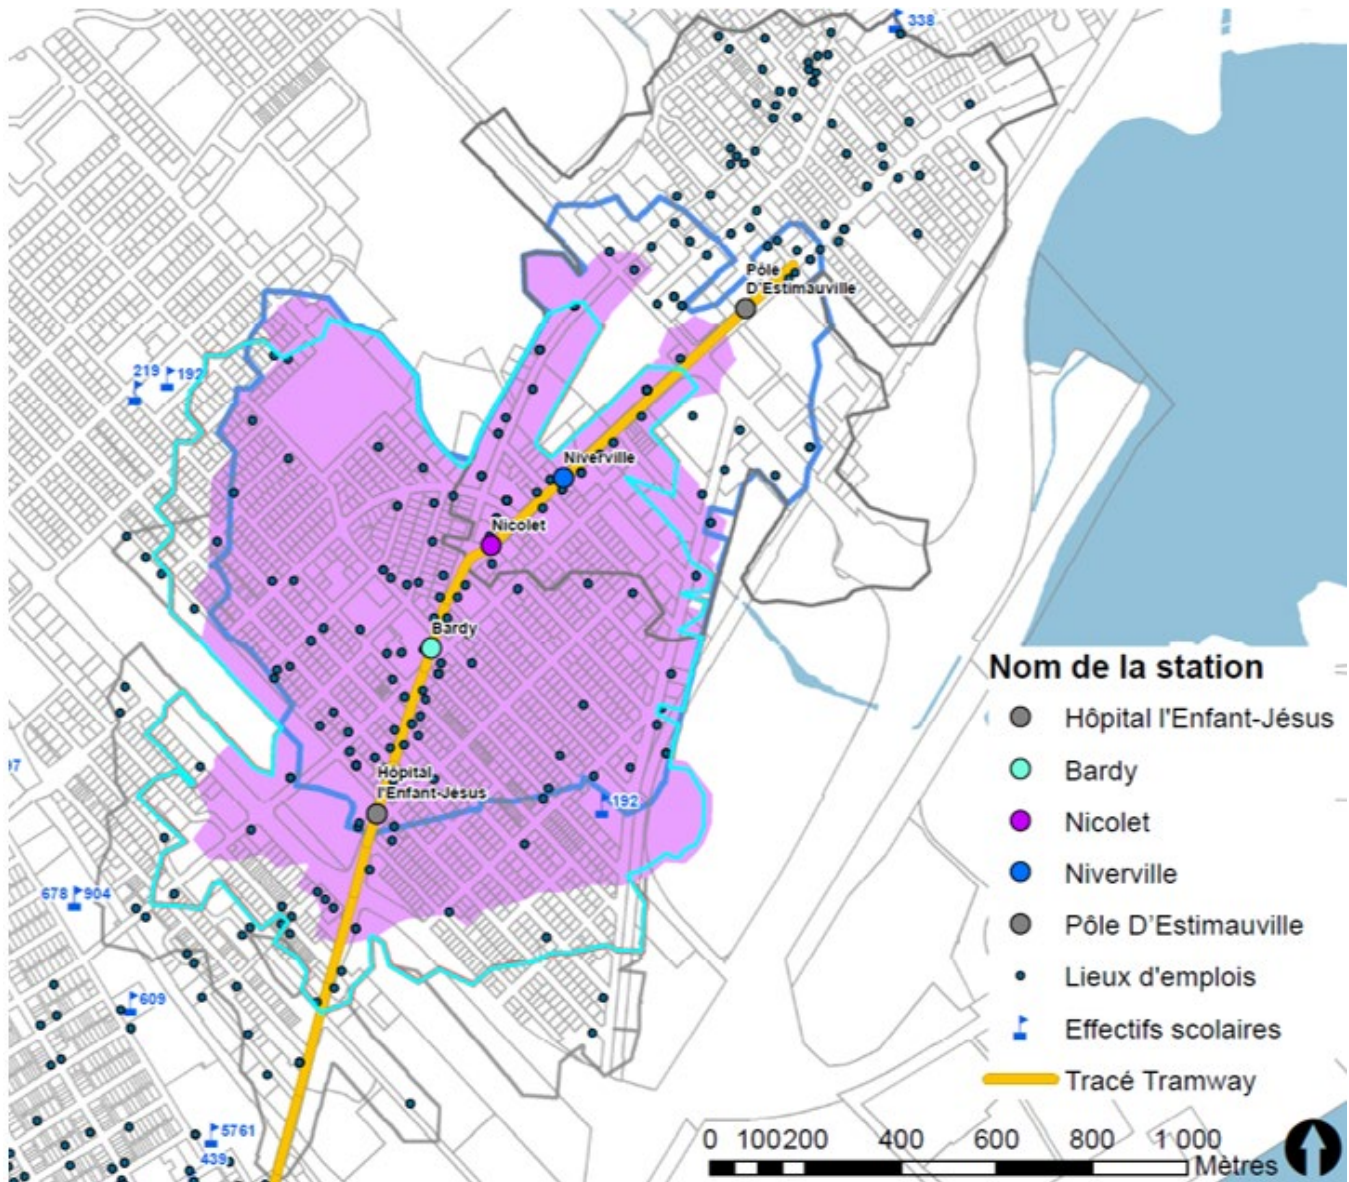 338
Pôle
D'Estimauville
219 192
Niverville
Nicolet
Bardy
Nom de la station
Hôpital l'Enfant-Jésus
Bardy
Nicolet
Niverville
Pôle D'Estimauville
Lieux d'emplois
Effectifs scolaires
Tracé Tramway
97
Hôpital
l'Enfant-Jesus
192
678 904
609
5761
439
0 100 200 400 600 800 1 000
Mètres